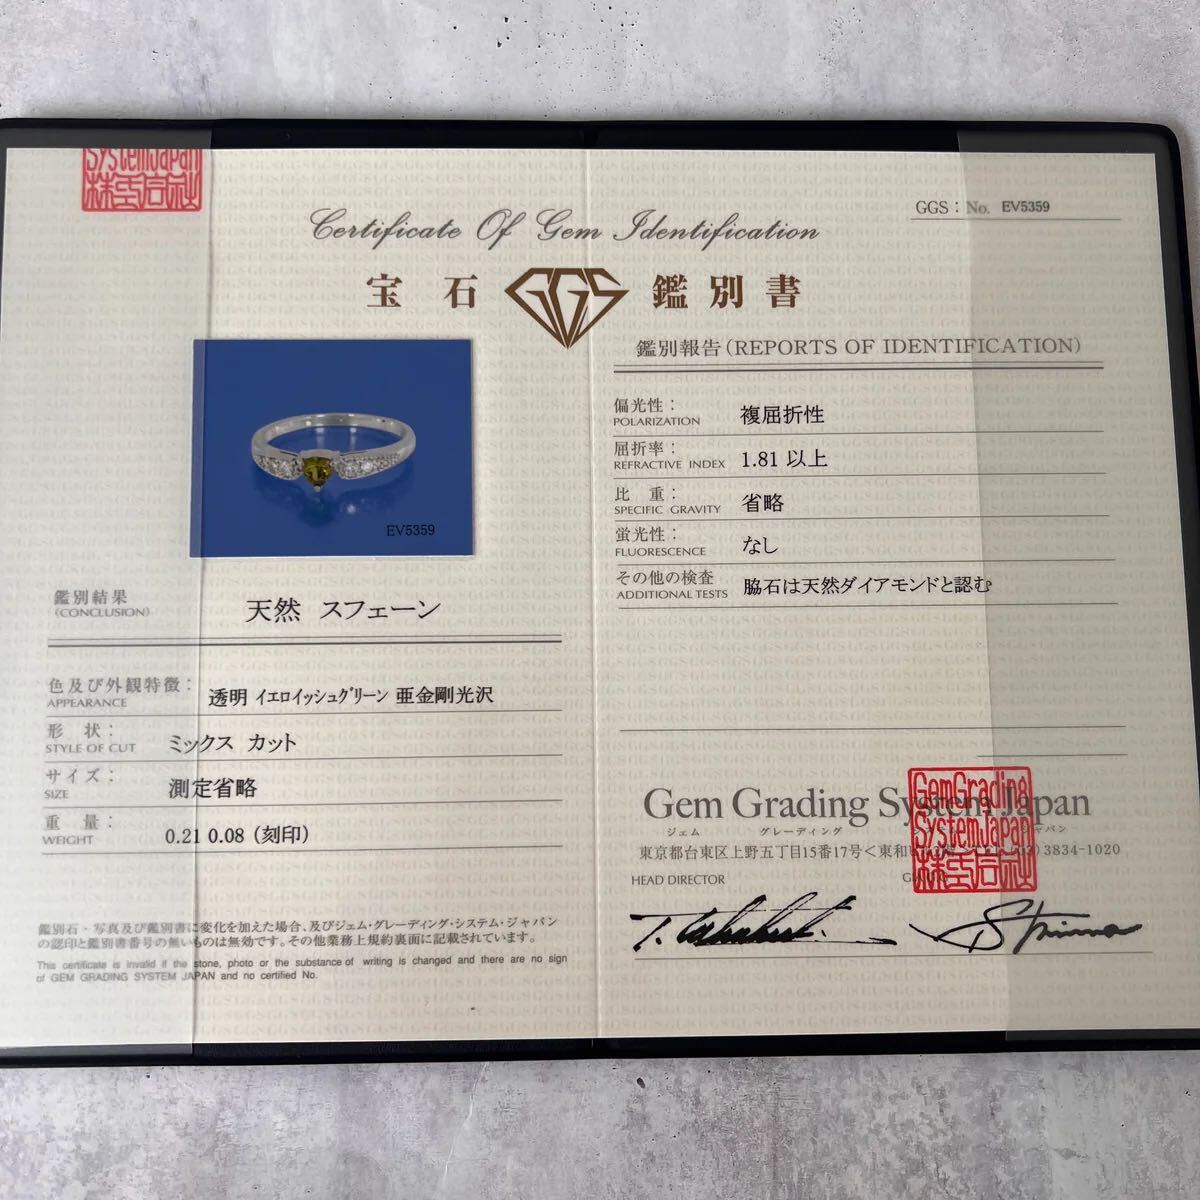 SystemJapan
株式会社
GGS : No. EV5359
Certificate Of Gem Identification
宝石 GGS 鑑別書
EV5359
鑑別結果
(CONCLUSION)
天然 スフェーン
色及び外観特徴:
APPEARANCE
透明 イエロイッシュグリーン 亜金剛光沢
形 状:
STYLE OF CUT
ミックス カット
サイズ:
SIZE
測定省略
重 量:
WEIGHT
0.21 0.08 (刻印)
鑑別石・写真及び鑑別書に変化を加えた場合、及びジェム・グレーディング・システム・ジャパン
の認印と鑑別書番号の無いものは無効です。その他業務上規約裏面に記載されています。
This certificate is invalid if the stone, photo or the substance of writing is changed and there are no sign
of GEM GRADING SYSTEM JAPAN and no certified No.
鑑別報告(REPORTS OF IDENTIFICATION)
偏光性:
POLARIZATION
複屈折性
屈折率:
REFRACTIVE INDEX
1.81 以上
比 重:
SPECIFIC GRAVITY
省略
蛍光性:
FLUORESCENCE
なし
その他の検査
ADDITIONAL TESTS
脇石は天然ダイアモンドと認む
Gem Grading System Japan
ジェム グレーディング
東京都台東区上野五丁目15番17号<東和 3834-1020
HEAD DIRECTOR
GemGrading
SystemJapan
株式会社